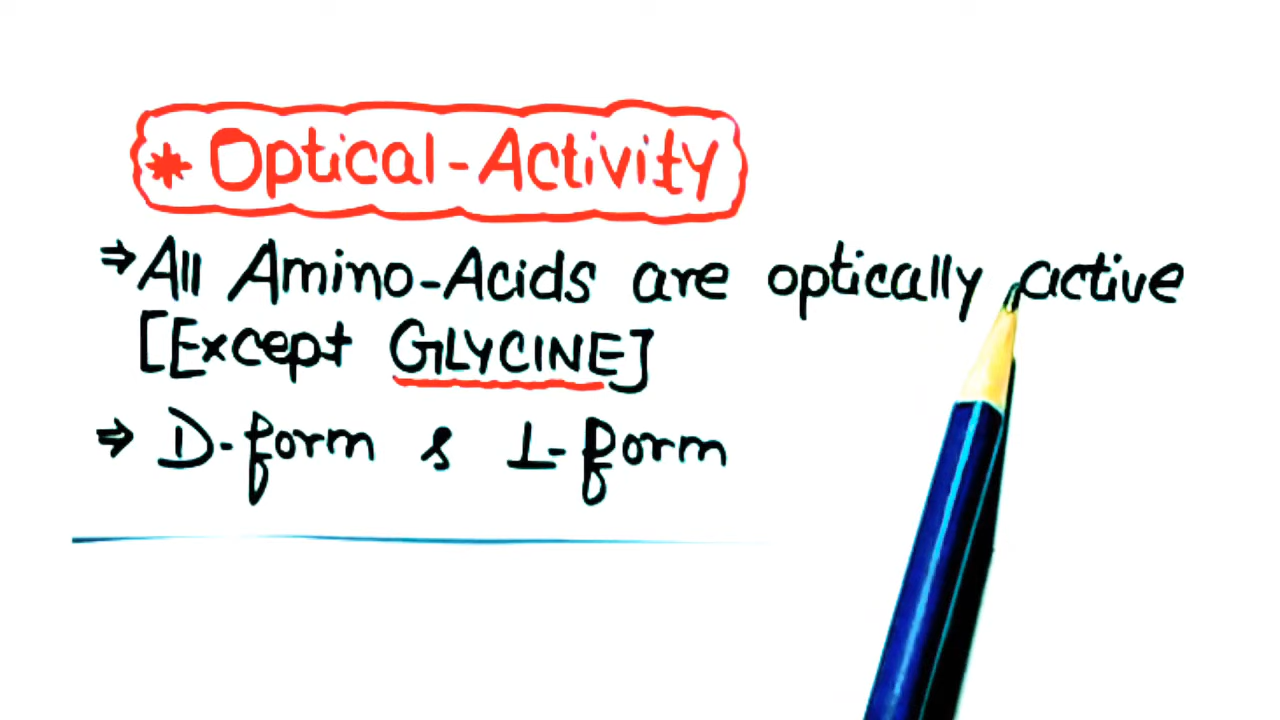 * Optical-Activity
⇒ All Amino-Acids are optically active
[Except GLYCINE]
⇒ D-form & L-form